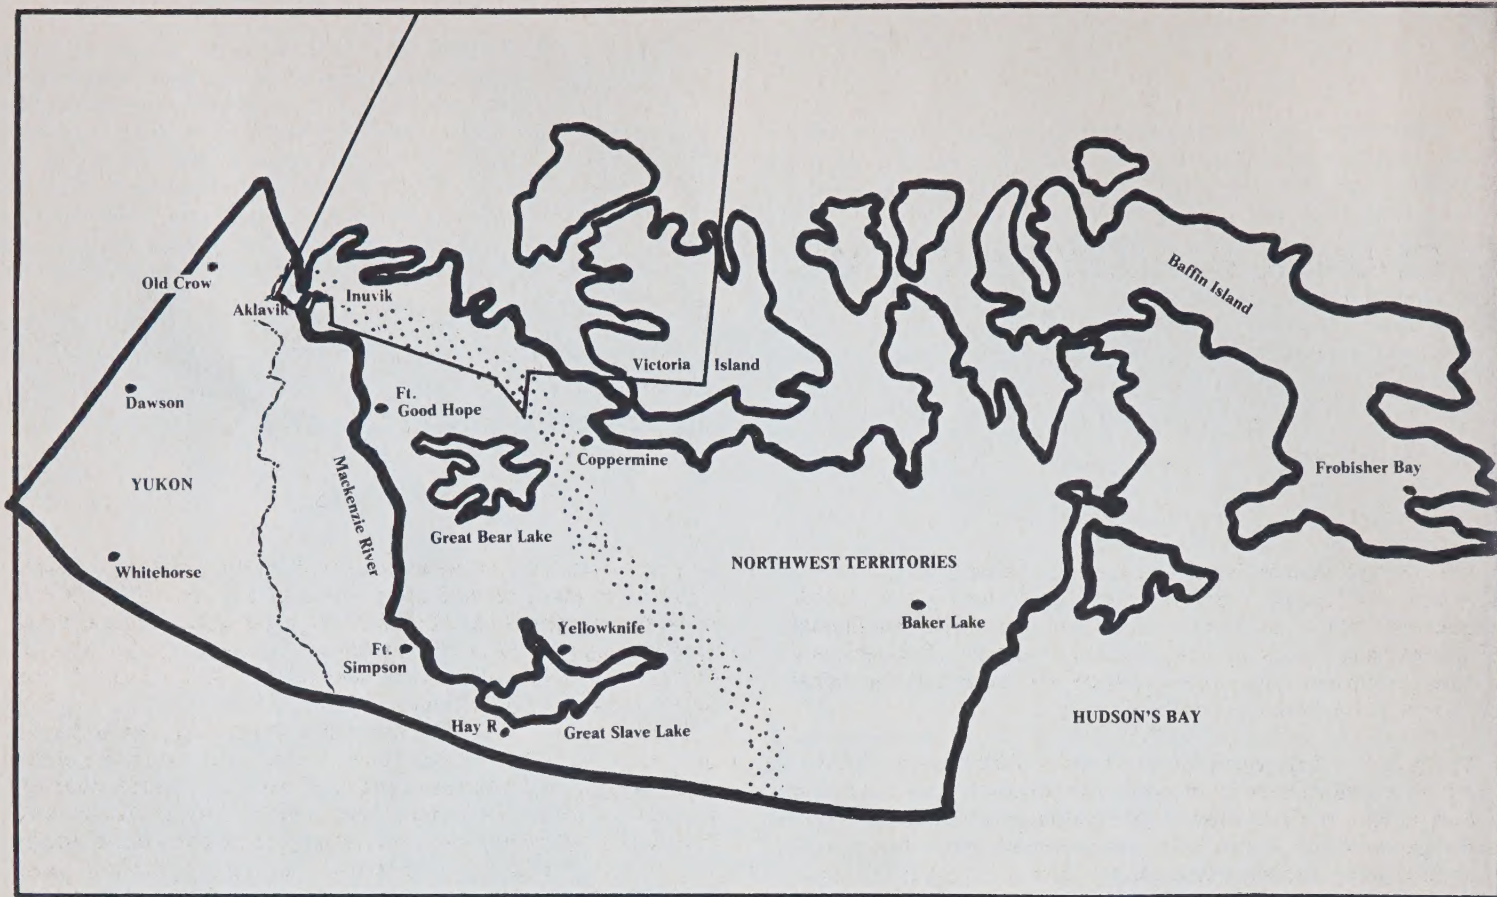 Old Crow
Aklavik
Inuvik
Baffin Island
Victoria Island
Dawson
Ft.
Good Hope
Coppermine
YUKON
Mackenzie River
Great Bear Lake
Frobisher Bay
Whitehorse
NORTHWEST TERRITORIES
Baker Lake
Yellowknife
Ft.
Simpson
Hay R
Great Slave Lake
HUDSON'S BAY